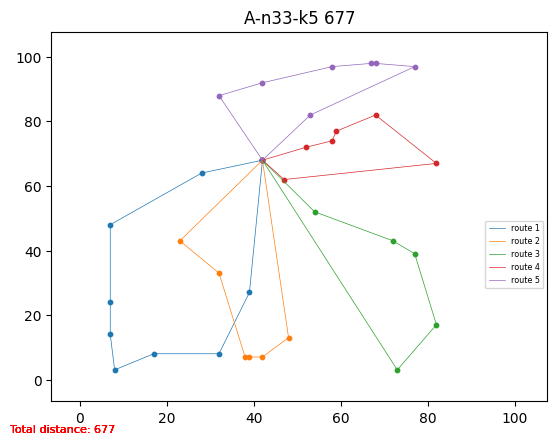 A-n33-k5 677
100
80
60
40
20
0
route 1
route 2
route 3
route 4
route 5
0 20 40 60 80 100
Total distance: 677